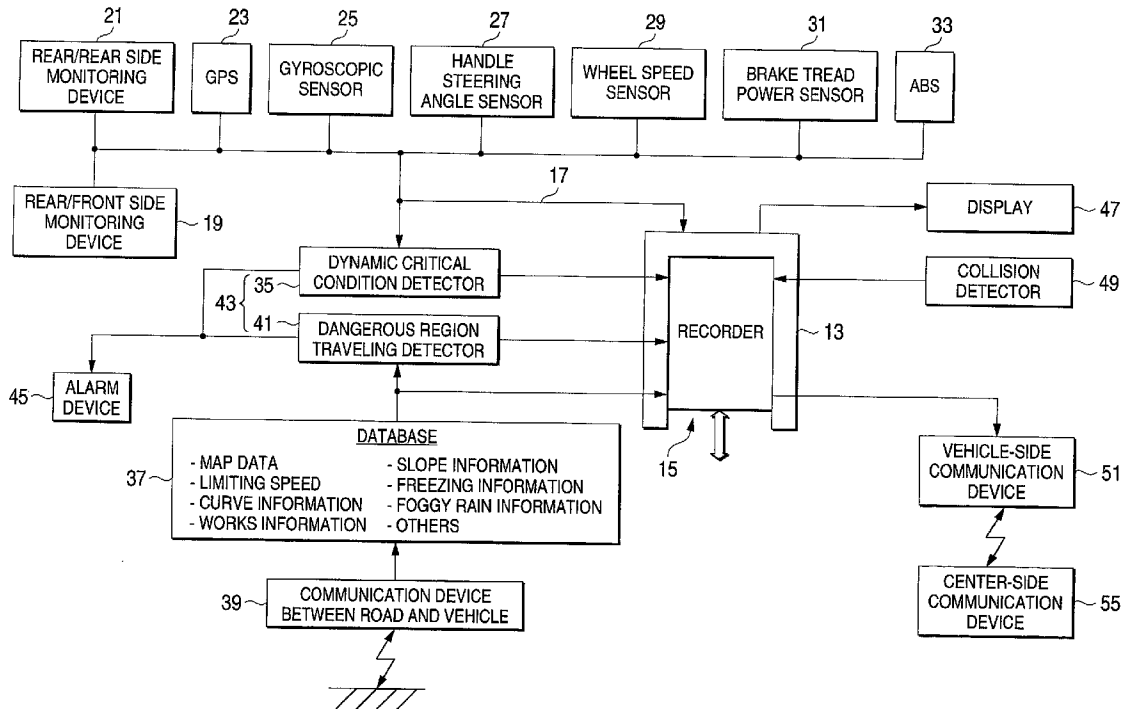 21
23
25
27
29
31
33
REAR/REAR SIDE
MONITORING
DEVICE
GPS
GYROSCOPIC
SENSOR
HANDLE
STEERING
ANGLE SENSOR
WHEEL SPEED
SENSOR
BRAKE TREAD
POWER SENSOR
ABS
REAR/FRONT SIDE
MONITORING
DEVICE
19
17
DISPLAY
47
DYNAMIC CRITICAL
CONDITION DETECTOR
35
43
41
DANGEROUS REGION
TRAVELING DETECTOR
RECORDER
13
COLLISION
DETECTOR
49
45
ALARM
DEVICE
15
37
DATABASE
- MAP DATA
- LIMITING SPEED
- CURVE INFORMATION
- WORKS INFORMATION
- SLOPE INFORMATION
- FREEZING INFORMATION
- FOGGY RAIN INFORMATION
- OTHERS
VEHICLE-SIDE
COMMUNICATION
DEVICE
51
39
COMMUNICATION DEVICE
BETWEEN ROAD AND VEHICLE
CENTER-SIDE
COMMUNICATION
DEVICE
55